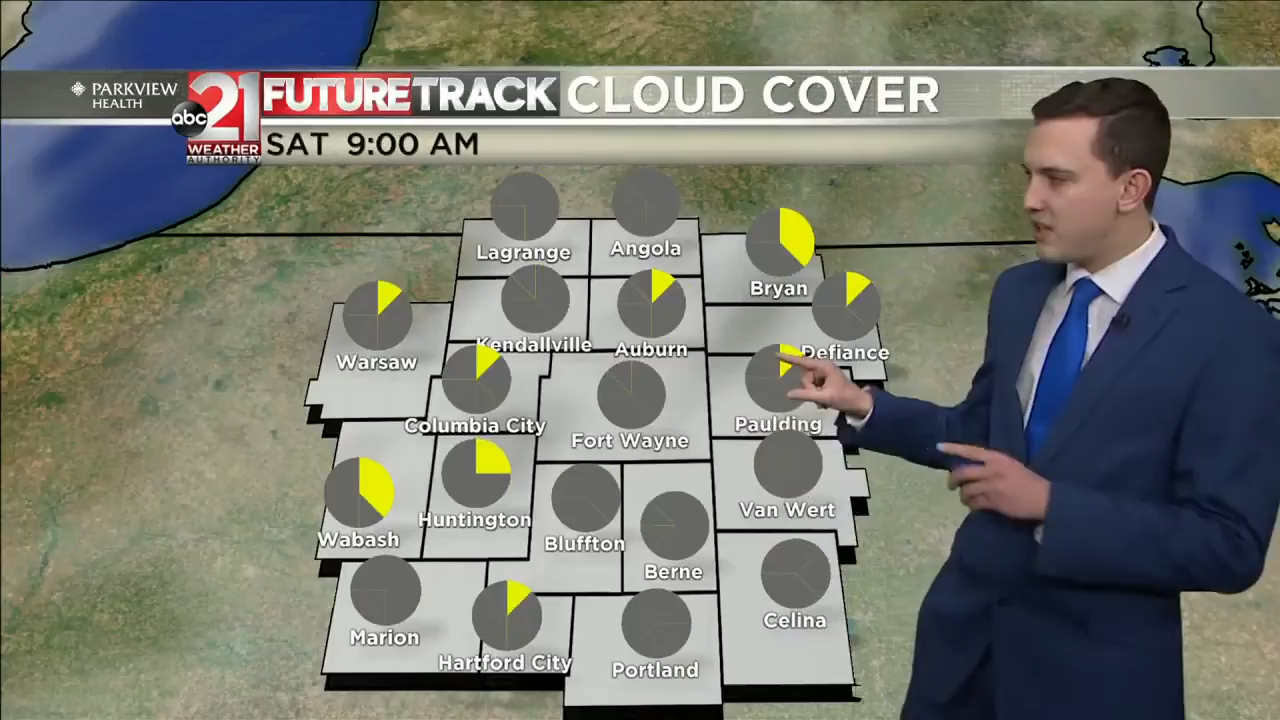 PARKVIEW
HEALTH
abc 21
WEATHER
AUTHORITY
FUTURETRACK CLOUD COVER
SAT 9:00 AM
Lagrange
Angola
Bryan
Warsaw
Kendallville
Auburn
Defiance
Columbia City
Fort Wayne
Paulding
Wabash
Huntington
Bluffton
Van Wert
Berne
Marion
Hartford City
Portland
Celina